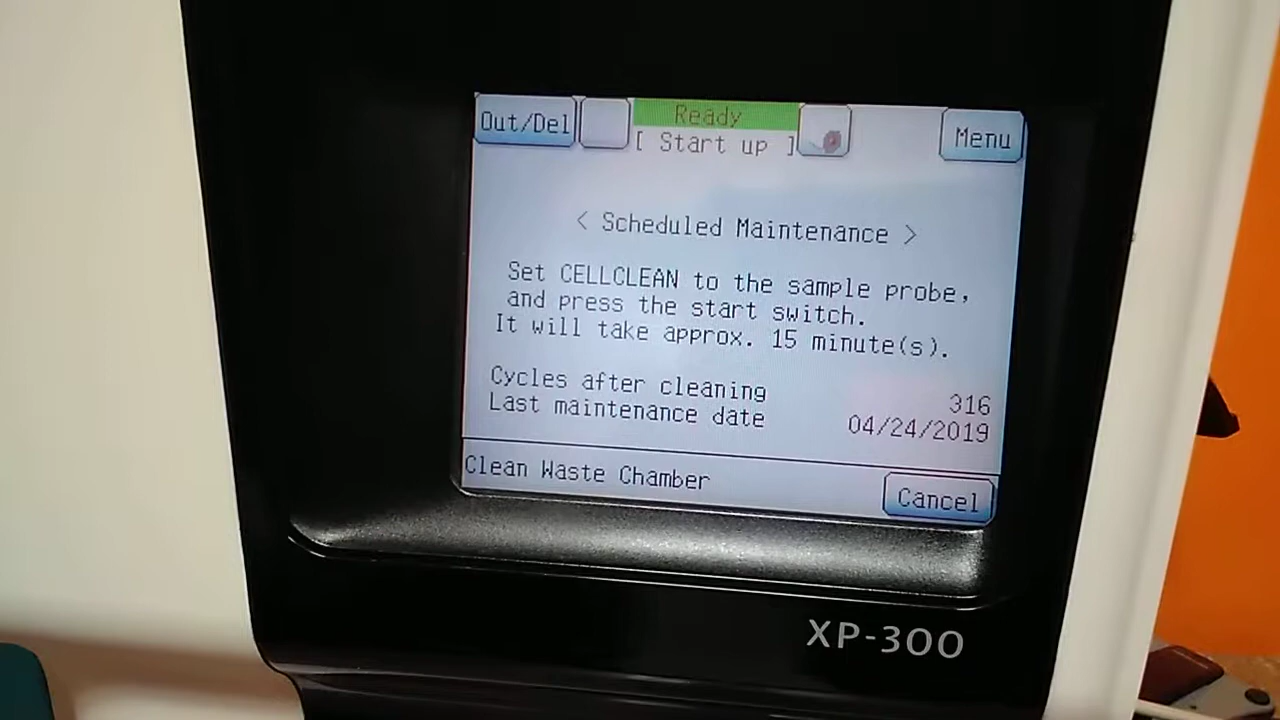 Out/Del
Ready
[ Start up ]
Menu
< Scheduled Maintenance >
Set CELLCLEAN to the sample probe,
and press the start switch.
It will take approx. 15 minute(s).
Cycles after cleaning 316
Last maintenance date 04/24/2019
Clean Waste Chamber
Cancel
XP-300